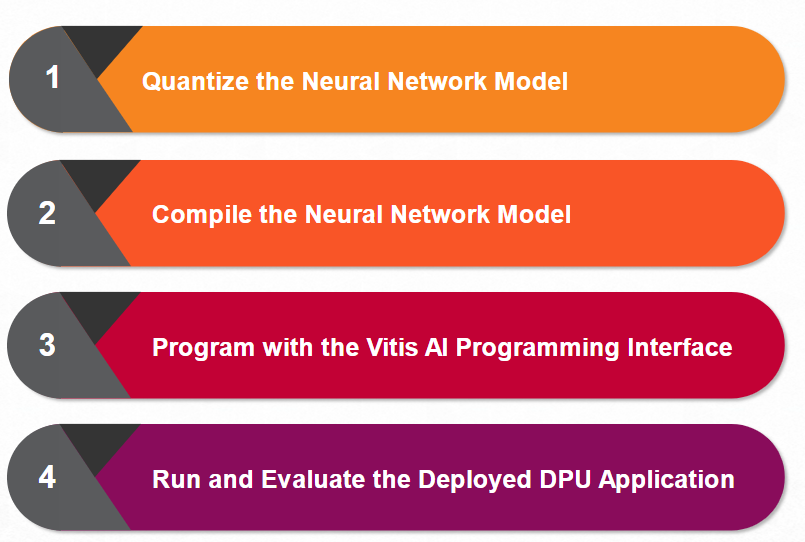 1 Quantize the Neural Network Model
2 Compile the Neural Network Model
3 Program with the Vitis AI Programming Interface
4 Run and Evaluate the Deployed DPU Application